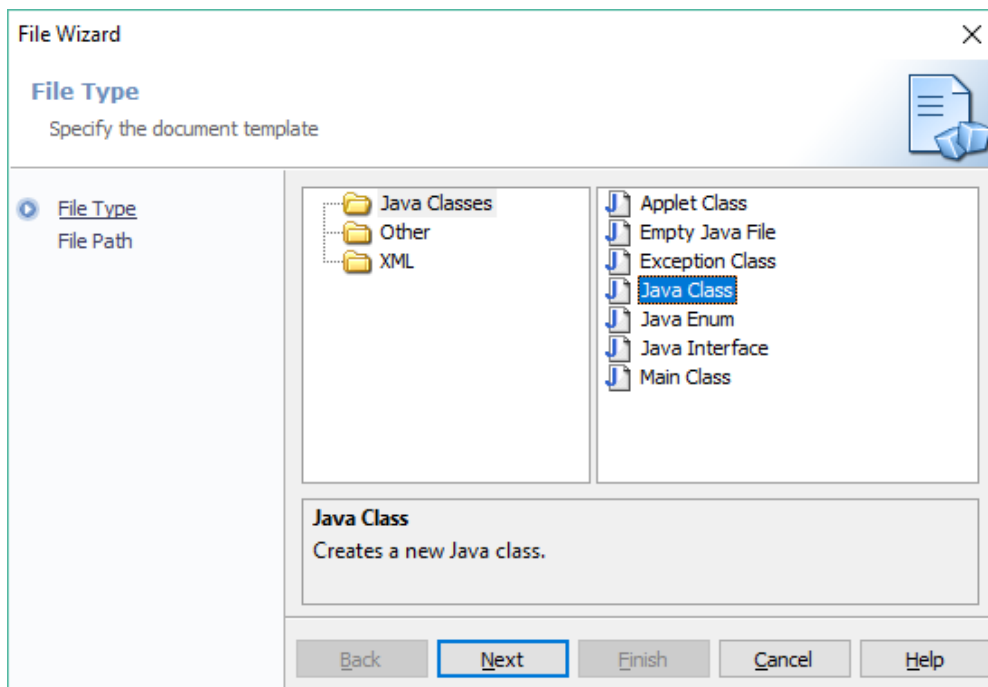 File Wizard
File Type
Specify the document template
File Type
File Path
Java Classes
Other
XML
Applet Class
Empty Java File
Exception Class
Java Class
Java Enum
Java Interface
Main Class
Java Class
Creates a new Java class.
Back Next Finish Cancel Help